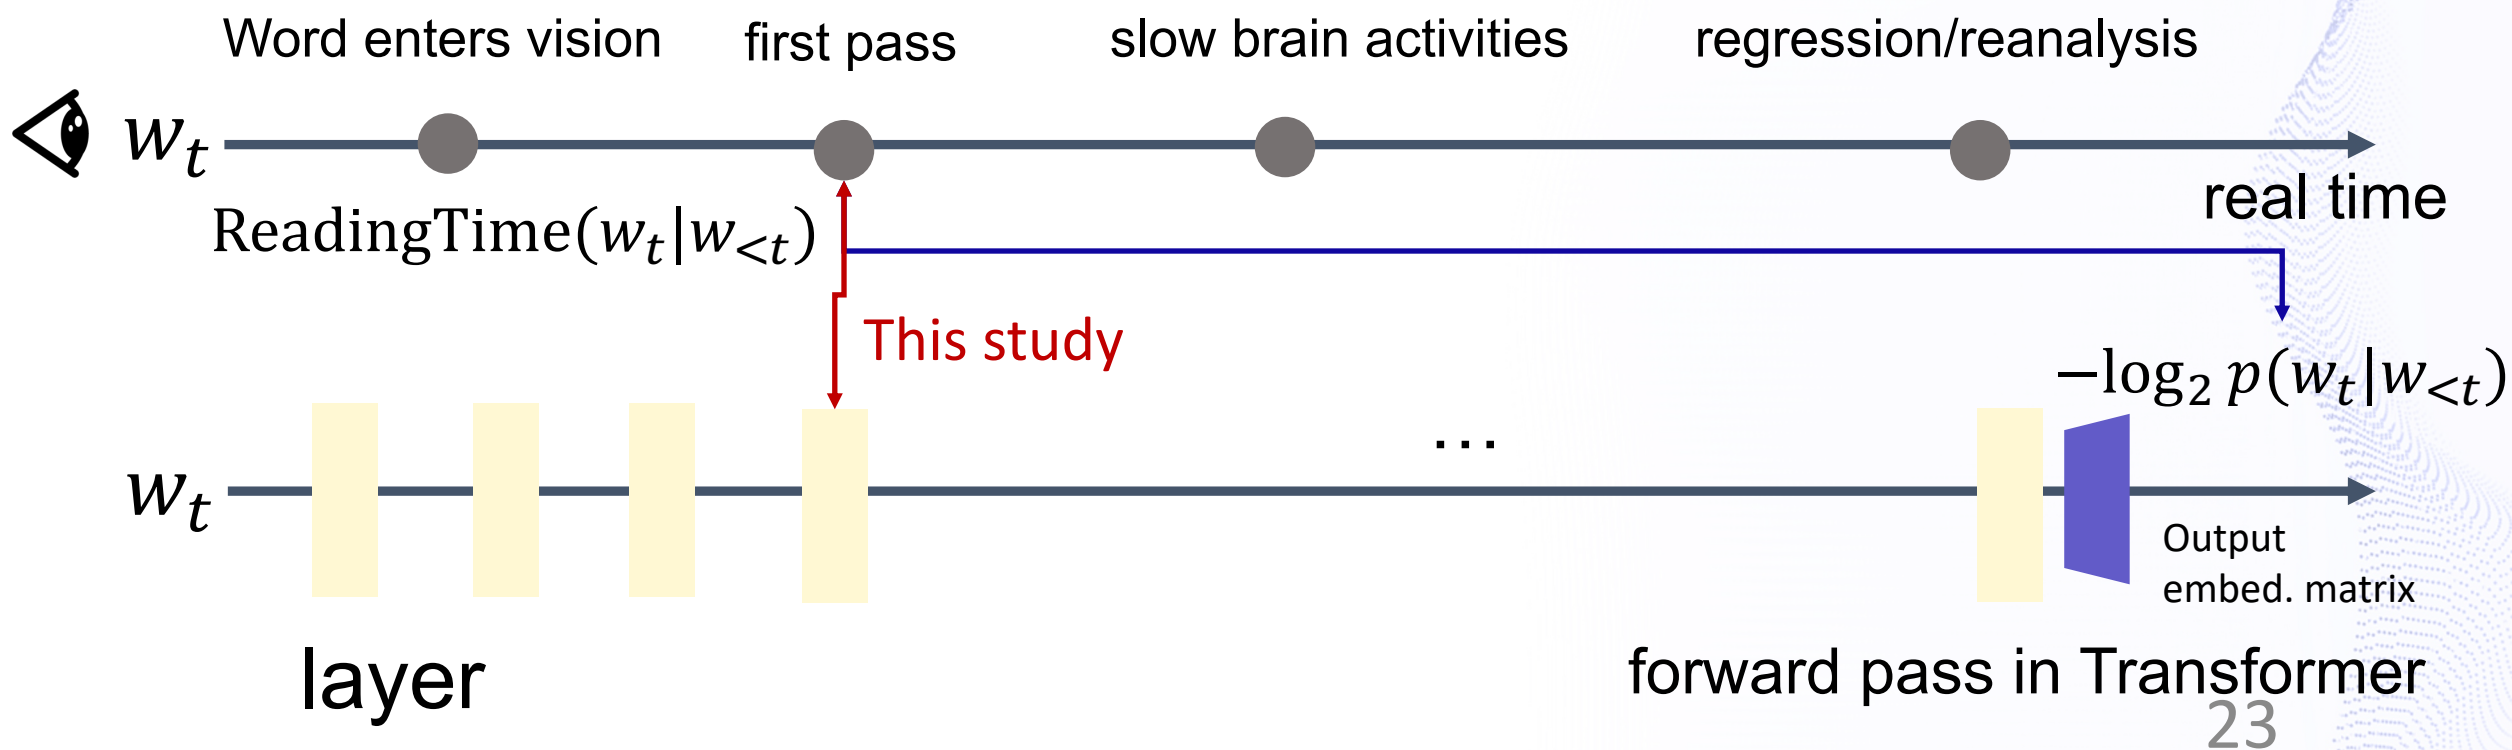 Word enters vision first pass slow brain activities regression/reanalysis
w_t
real time
ReadingTime(w_t|w_{<t})
This study
−log₂ p(w_t|w_{<t})
...
w_t
Output
embed. matrix
layer
forward pass in Transformer
23